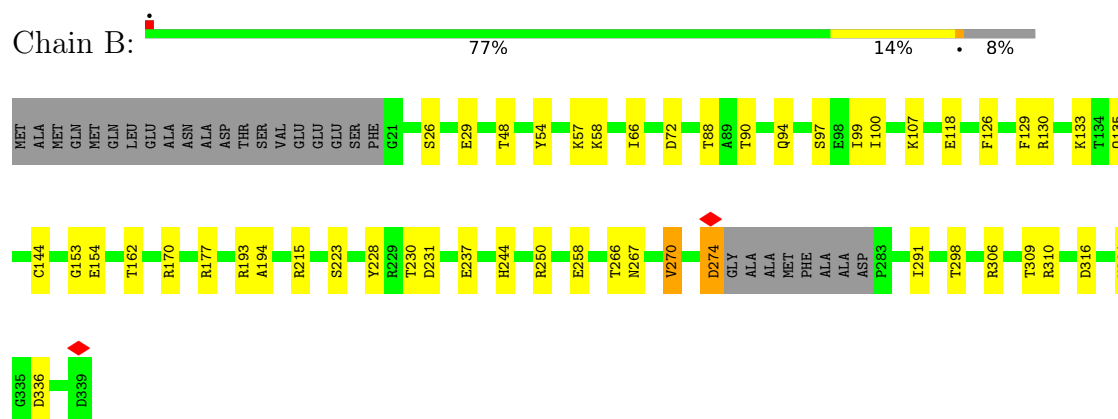 Chain B:
77% 14% • 8%
MET ALA MET GLN MET GLN LEU GLU ALA ASN ALA ASP THR SER VAL GLU GLU GLU SER PHE G21 S26 E29 T48 Y54 K57 K58 I66 D72 T88 A89 T90 Q94 S97 E98 I99 I100 K107 E118 F126 F129 R130 K133 T134
C144 G153 E154 T162 R170 R177 R193 A194 R215 S223 Y228 R229 T230 D231 E237 H244 R250 E258 T266 N267 V270 D274 GLY ALA ALA MET PHE ALA ALA ASP P283 I291 T298 R306 T309 R310 D316
G335 D336 D339